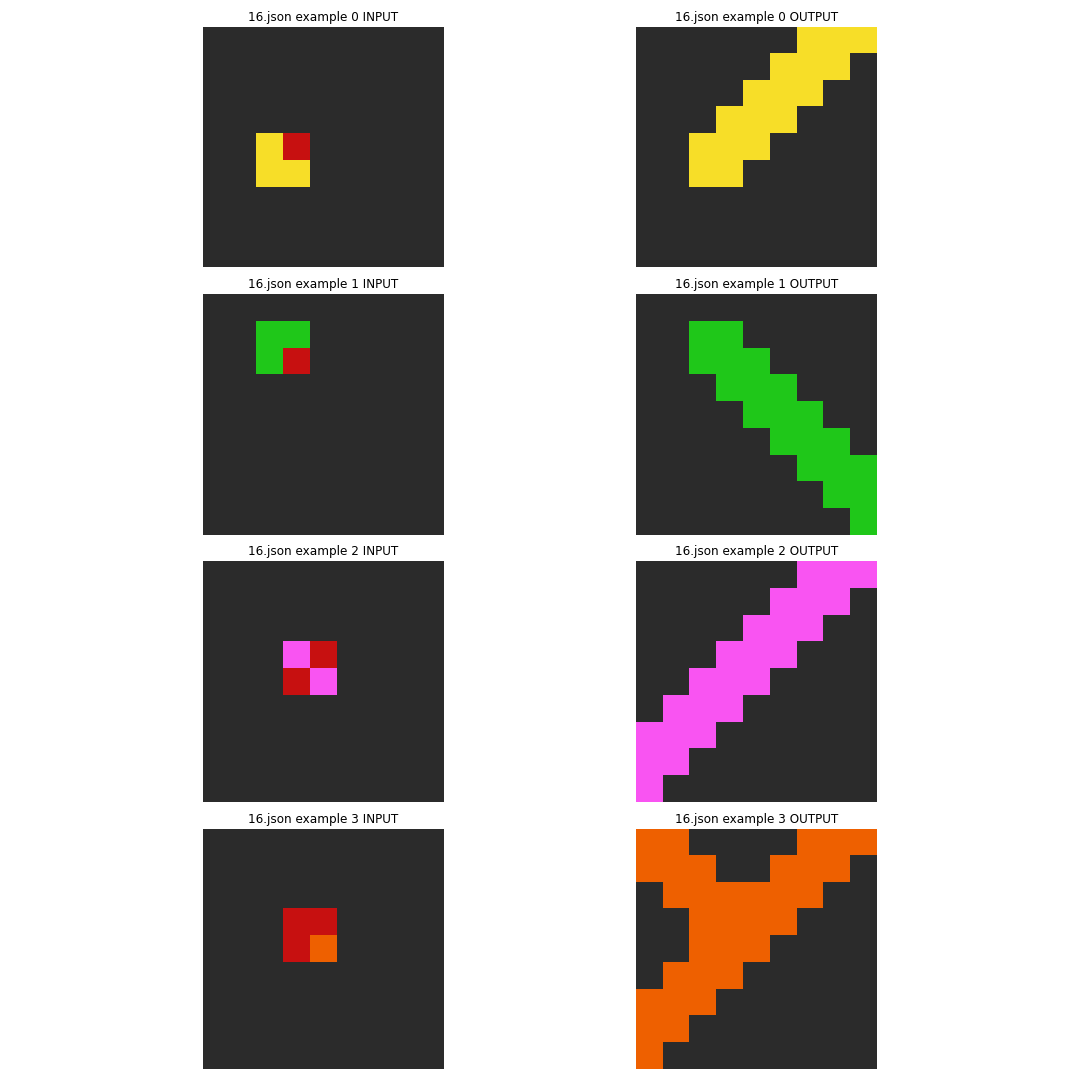 16.json example 0 INPUT
16.json example 0 OUTPUT
16.json example 1 INPUT
16.json example 1 OUTPUT
16.json example 2 INPUT
16.json example 2 OUTPUT
16.json example 3 INPUT
16.json example 3 OUTPUT